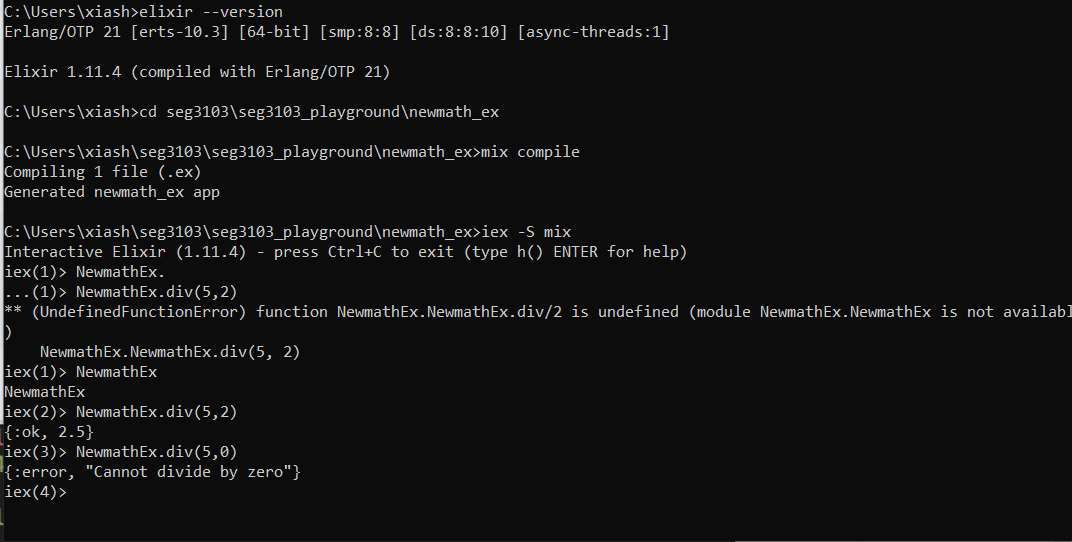 C:\Users\xiash>elixir --version
Erlang/OTP 21 [erts-10.3] [64-bit] [smp:8:8] [ds:8:8:10] [async-threads:1]
Elixir 1.11.4 (compiled with Erlang/OTP 21)
C:\Users\xiash>cd seg3103\seg3103_playground\newmath_ex
C:\Users\xiash\seg3103\seg3103_playground\newmath_ex>mix compile
Compiling 1 file (.ex)
Generated newmath_ex app
C:\Users\xiash\seg3103\seg3103_playground\newmath_ex>iex -S mix
Interactive Elixir (1.11.4) - press Ctrl+C to exit (type h() ENTER for help)
iex(1)> NewmathEx.
...(1)> NewmathEx.div(5,2)
** (UndefinedFunctionError) function NewmathEx.NewmathEx.div/2 is undefined (module NewmathEx.NewmathEx is not availabl
)
    NewmathEx.NewmathEx.div(5, 2)
iex(1)> NewmathEx
NewmathEx
iex(2)> NewmathEx.div(5,2)
{:ok, 2.5}
iex(3)> NewmathEx.div(5,0)
{:error, "Cannot divide by zero"}
iex(4)>